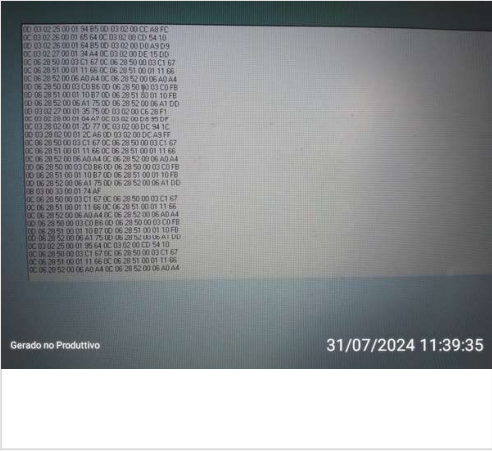 0D 03 02 25 00 01 94 B5 0D 03 02 00 CC A8 FC
0C 03 02 26 00 01 65 64 0C 03 02 00 CD 54 10
0D 03 02 26 00 01 64 B5 0D 03 02 00 D0 A9 D9
0C 03 02 27 00 01 34 A4 0C 03 02 00 DE 15 DD
0C 06 28 50 00 03 C1 67 0C 06 28 50 00 03 C1 67
0C 06 28 51 00 01 11 66 0C 06 28 51 00 01 11 66
0C 06 28 52 00 06 A0 A4 0C 06 28 52 00 06 A0 A4
0D 06 28 50 00 03 C0 B6 0D 06 28 50 00 03 C0 FB
0D 06 28 51 00 01 10 B7 0D 06 28 51 00 01 10 FB
0D 06 28 52 00 06 A1 75 0D 06 28 52 00 06 A1 DD
0D 03 02 27 00 01 35 75 0D 03 02 00 C6 28 F1
0C 03 02 28 00 01 04 A7 0C 03 02 00 D8 95 DF
0C 03 28 02 00 01 2D 77 0C 03 02 00 DC 94 1C
0D 03 28 02 00 01 2C A6 0D 03 02 00 DC A9 FF
0C 06 28 50 00 03 C1 67 0C 06 28 50 00 03 C1 67
0C 06 28 51 00 01 11 66 0C 06 28 51 00 01 11 66
0C 06 28 52 00 06 A0 A4 0C 06 28 52 00 06 A0 A4
0D 06 28 50 00 03 C0 B6 0D 06 28 50 00 03 C0 FB
0D 06 28 51 00 01 10 B7 0D 06 28 51 00 01 10 FB
0D 06 28 52 00 06 A1 75 0D 06 28 52 00 06 A1 DD
0B 03 00 33 00 01 74 AF
0C 06 28 50 00 03 C1 67 0C 06 28 50 00 03 C1 67
0C 06 28 51 00 01 11 66 0C 06 28 51 00 01 11 66
0C 06 28 52 00 06 A0 A4 0C 06 28 52 00 06 A0 A4
0D 06 28 50 00 03 C0 B6 0D 06 28 50 00 03 C0 FB
0D 06 28 51 00 01 10 B7 0D 06 28 51 00 01 10 FB
0D 06 28 52 00 06 A1 75 0D 06 28 52 00 06 A1 DD
0C 03 02 25 00 01 95 64 0C 03 02 00 CD 54 10
0C 06 28 50 00 03 C1 67 0C 06 28 50 00 03 C1 67
0C 06 28 51 00 01 11 66 0C 06 28 51 00 01 11 66
0C 06 28 52 00 06 A0 A4 0C 06 28 52 00 06 A0 A4
Gerado no Produttivo
31/07/2024 11:39:35